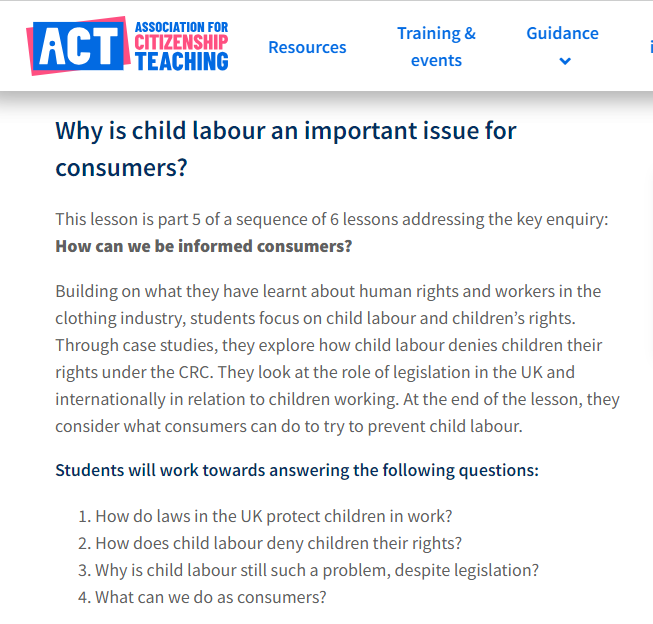 ACT ASSOCIATION FOR
CITIZENSHIP
TEACHING
Resources
Training &
events
Guidance
Why is child labour an important issue for
consumers?
This lesson is part 5 of a sequence of 6 lessons addressing the key enquiry:
How can we be informed consumers?
Building on what they have learnt about human rights and workers in the
clothing industry, students focus on child labour and children’s rights.
Through case studies, they explore how child labour denies children their
rights under the CRC. They look at the role of legislation in the UK and
internationally in relation to children working. At the end of the lesson, they
consider what consumers can do to try to prevent child labour.
Students will work towards answering the following questions:
1. How do laws in the UK protect children in work?
2. How does child labour deny children their rights?
3. Why is child labour still such a problem, despite legislation?
4. What can we do as consumers?